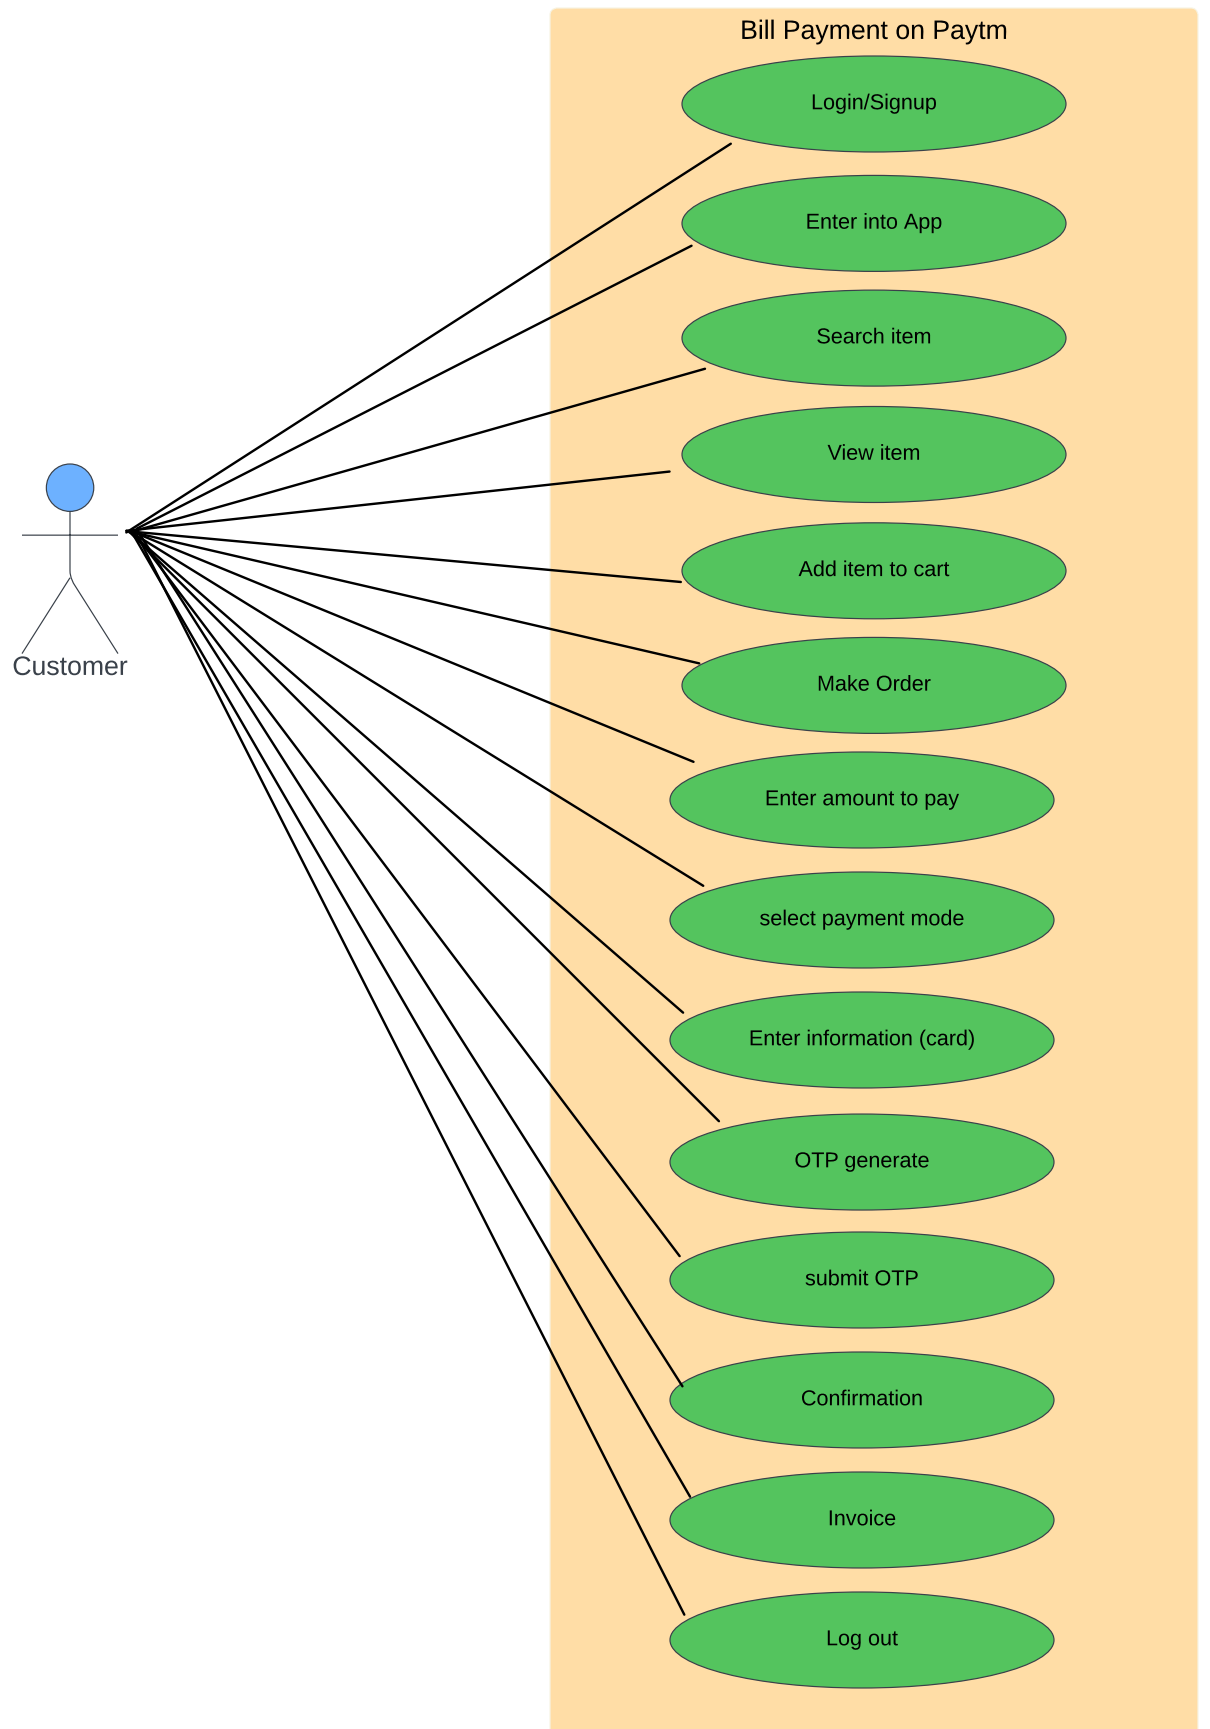 Bill Payment on Paytm
Login/Signup
Enter into App
Search item
View item
Add item to cart
Make Order
Customer
Enter amount to pay
select payment mode
Enter information (card)
OTP generate
submit OTP
Confirmation
Invoice
Log out